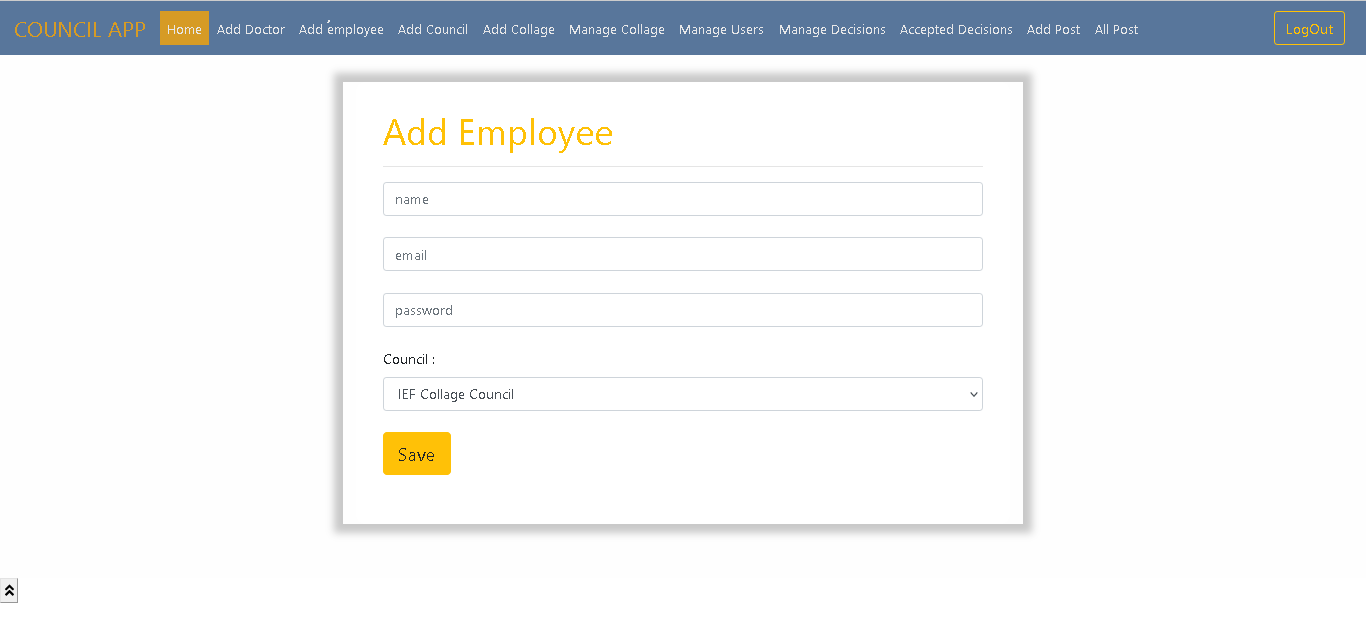 COUNCIL APP Home Add Doctor Add employee Add Council Add Collage Manage Collage Manage Users Manage Decisions Accepted Decisions Add Post All Post LogOut
Add Employee
name
email
password
Council :
IEF Collage Council
Save